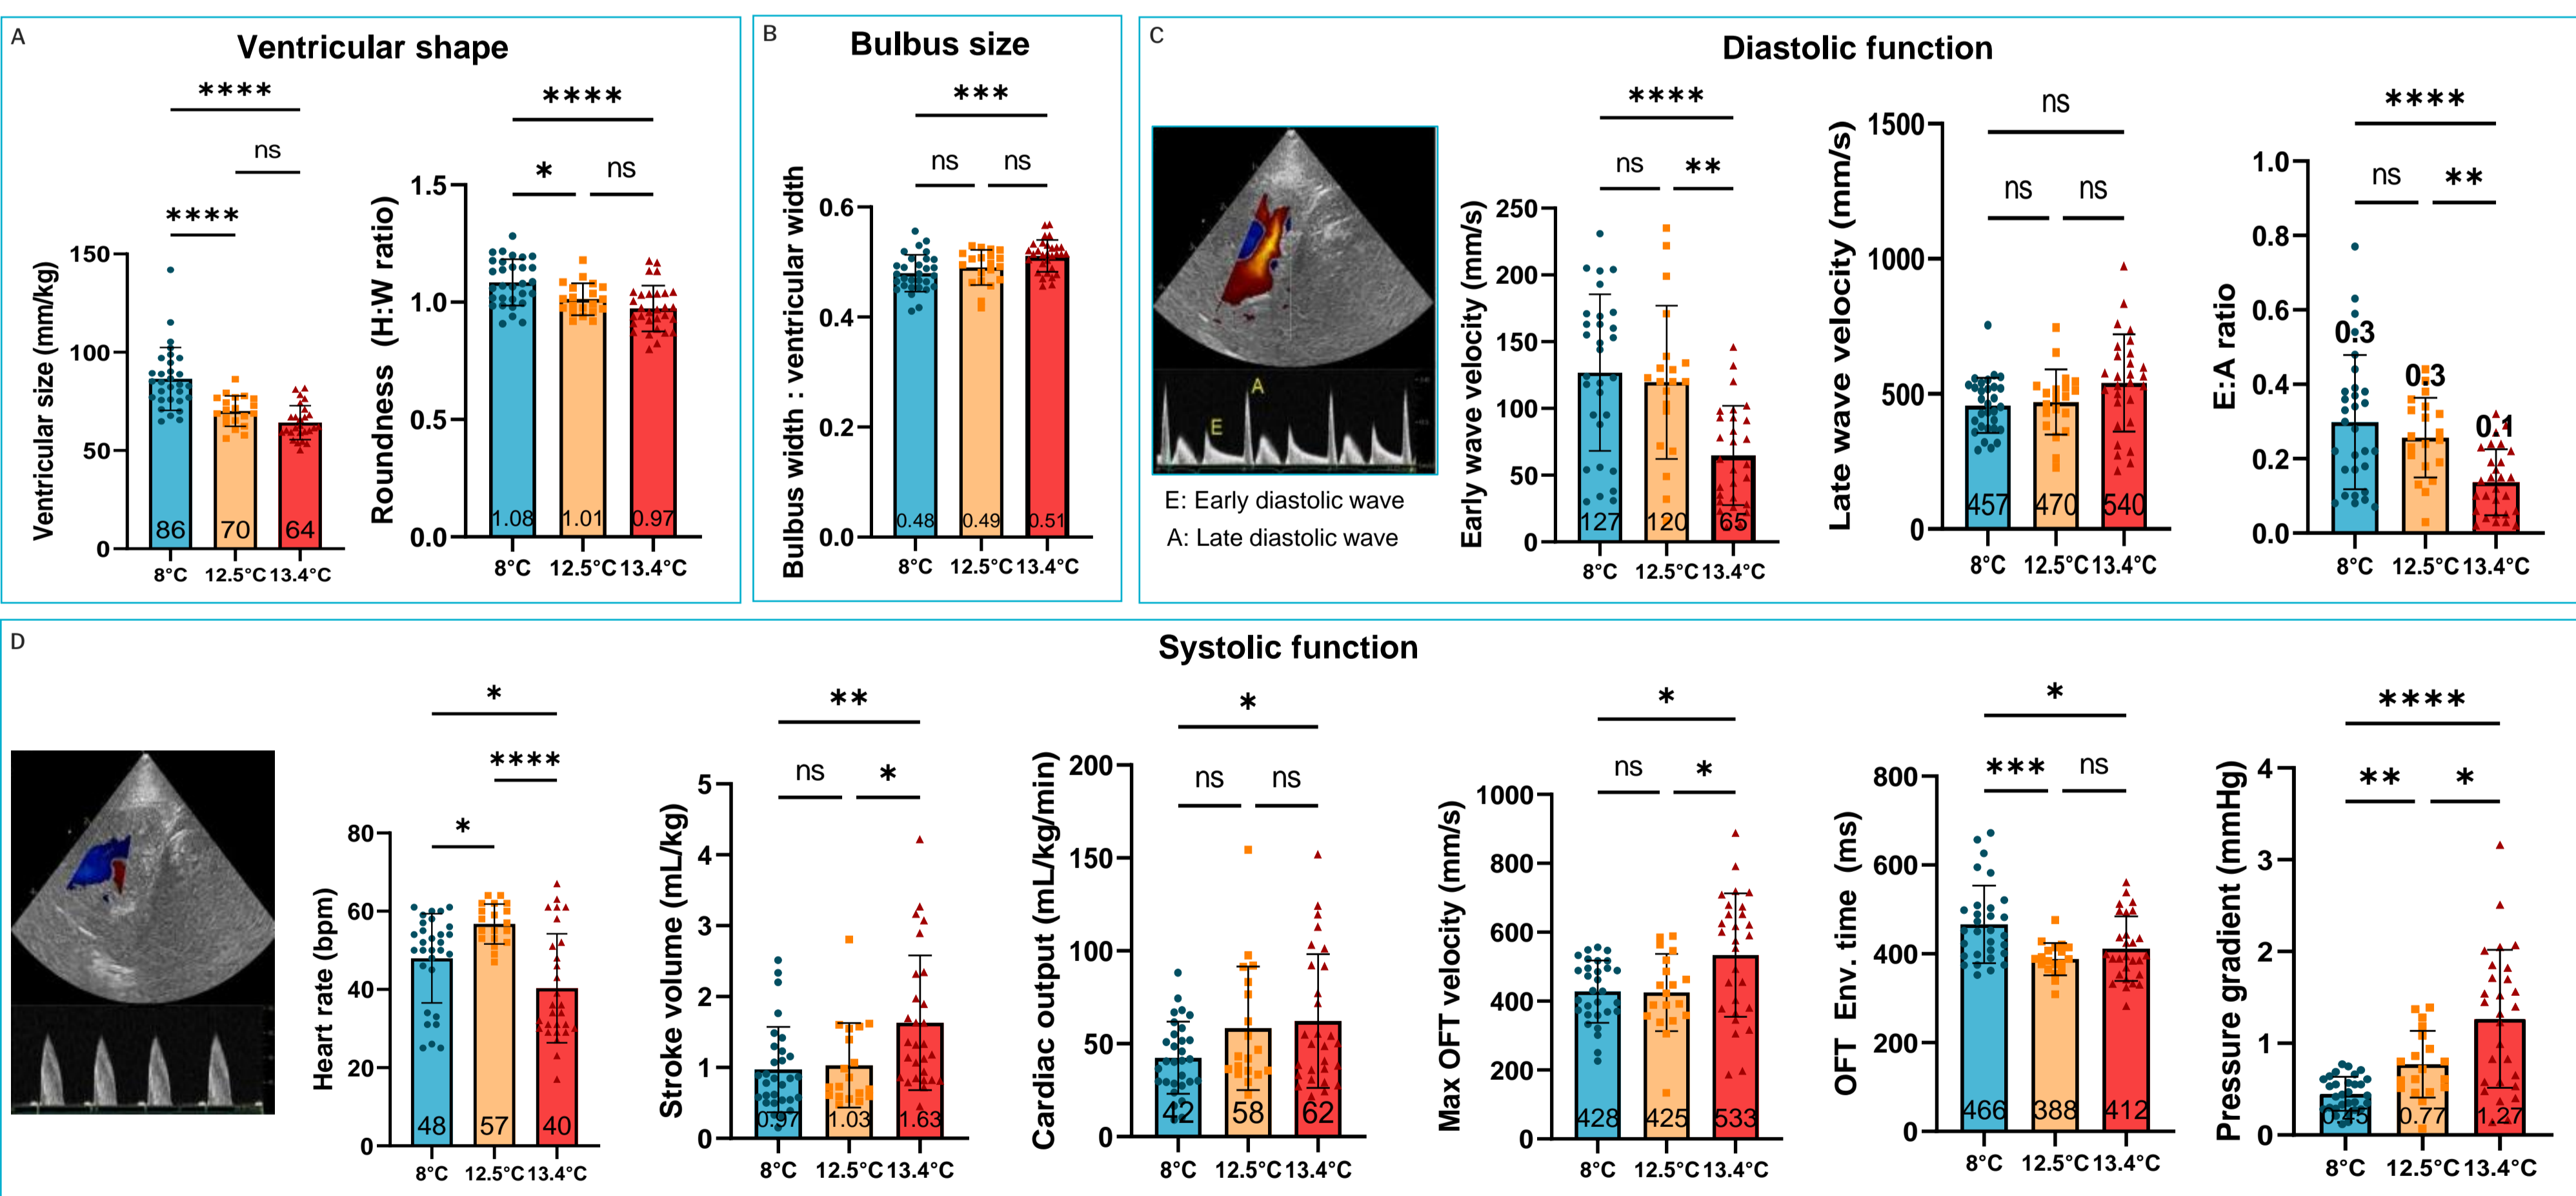 A
Ventricular shape
****
ns
****
Ventricular size (mm/kg)
150
100
50
0
86
70
64
8°C
12.5°C
13.4°C
****
*
ns
Roundness (H:W ratio)
1.5
1.0
0.5
0.0
1.08
1.01
0.97
8°C
12.5°C
13.4°C
B
Bulbus size
***
ns
ns
Bulbus width : ventricular width
0.6
0.4
0.2
0.0
0.48
0.49
0.51
8°C
12.5°C
13.4°C
C
Diastolic function
A
E
E: Early diastolic wave
A: Late diastolic wave
****
ns
**
Early wave velocity (mm/s)
250
200
150
100
50
0
127
120
65
8°C
12.5°C
13.4°C
ns
ns
ns
Late wave velocity (mm/s)
1500
1000
500
0
457
470
540
8°C
12.5°C
13.4°C
****
ns
**
E:A ratio
1.0
0.8
0.6
0.4
0.2
0.0
0.3
0.3
0.1
8°C
12.5°C
13.4°C
D
Systolic function
*
****
*
Heart rate (bpm)
80
60
40
20
0
48
57
40
8°C
12.5°C
13.4°C
**
ns
*
Stroke volume (mL/kg)
5
4
3
2
1
0
0.97
1.03
1.63
8°C
12.5°C
13.4°C
*
ns
ns
Cardiac output (mL/kg/min)
200
150
100
50
0
42
58
62
8°C
12.5°C
13.4°C
*
ns
*
Max OFT velocity (mm/s)
1000
800
600
400
200
0
428
425
533
8°C
12.5°C
13.4°C
*
***
ns
OFT Env. time (ms)
800
600
400
200
0
466
388
412
8°C
12.5°C
13.4°C
****
**
*
Pressure gradient (mmHg)
4
3
2
1
0
0.45
0.77
1.27
8°C
12.5°C
13.4°C